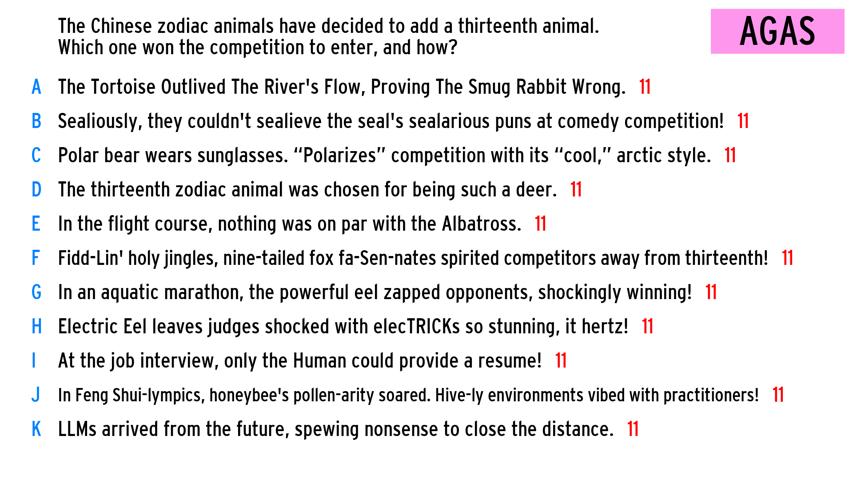 The Chinese zodiac animals have decided to add a thirteenth animal.
Which one won the competition to enter, and how?
AGAS
A The Tortoise Outlived The River's Flow, Proving The Smug Rabbit Wrong. 11
B Sealiously, they couldn't sealieve the seal's sealarious puns at comedy competition! 11
C Polar bear wears sunglasses. “Polarizes” competition with its “cool,” arctic style. 11
D The thirteenth zodiac animal was chosen for being such a deer. 11
E In the flight course, nothing was on par with the Albatross. 11
F Fidd-Lin' holy jingles, nine-tailed fox fa-Sen-nates spirited competitors away from thirteenth! 11
G In an aquatic marathon, the powerful eel zapped opponents, shockingly winning! 11
H Electric Eel leaves judges shocked with elecTRICKs so stunning, it hertz! 11
I At the job interview, only the Human could provide a resume! 11
J In Feng Shui-lympics, honeybee's pollen-arity soared. Hive-ly environments vibed with practitioners! 11
K LLMs arrived from the future, spewing nonsense to close the distance. 11